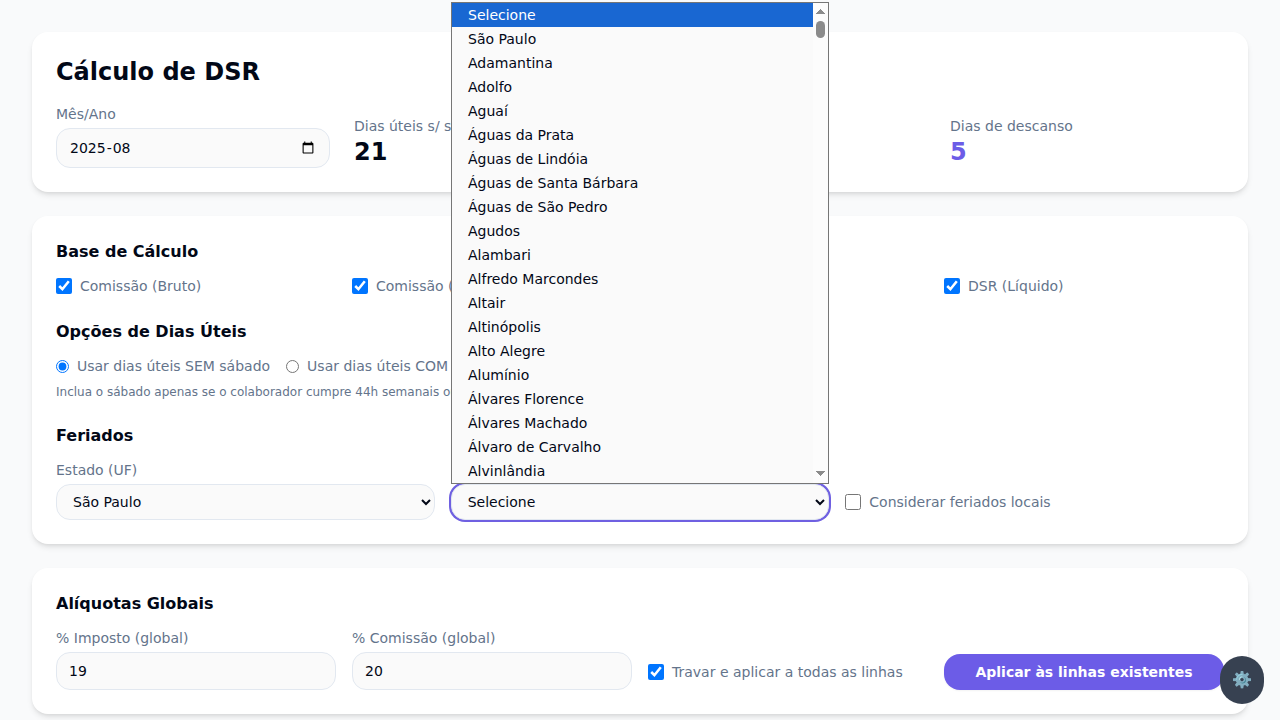 Cálculo de DSR
Mês/Ano
2025-08
Dias úteis s/ s
21
Dias de descanso
5
Base de Cálculo
Comissão (Bruto)
Comissão (
DSR (Líquido)
Opções de Dias Úteis
Usar dias úteis SEM sábado
Usar dias úteis COM
Inclua o sábado apenas se o colaborador cumpre 44h semanais o
Feriados
Estado (UF)
São Paulo
Selecione
São Paulo
Adamantina
Adolfo
Aguaí
Águas da Prata
Águas de Lindóia
Águas de Santa Bárbara
Águas de São Pedro
Agudos
Alambari
Alfredo Marcondes
Altair
Altinópolis
Alto Alegre
Alumínio
Álvares Florence
Álvares Machado
Álvaro de Carvalho
Alvinlândia
Selecione
Considerar feriados locais
Alíquotas Globais
% Imposto (global)
19
% Comissão (global)
20
Travar e aplicar a todas as linhas
Aplicar às linhas existentes